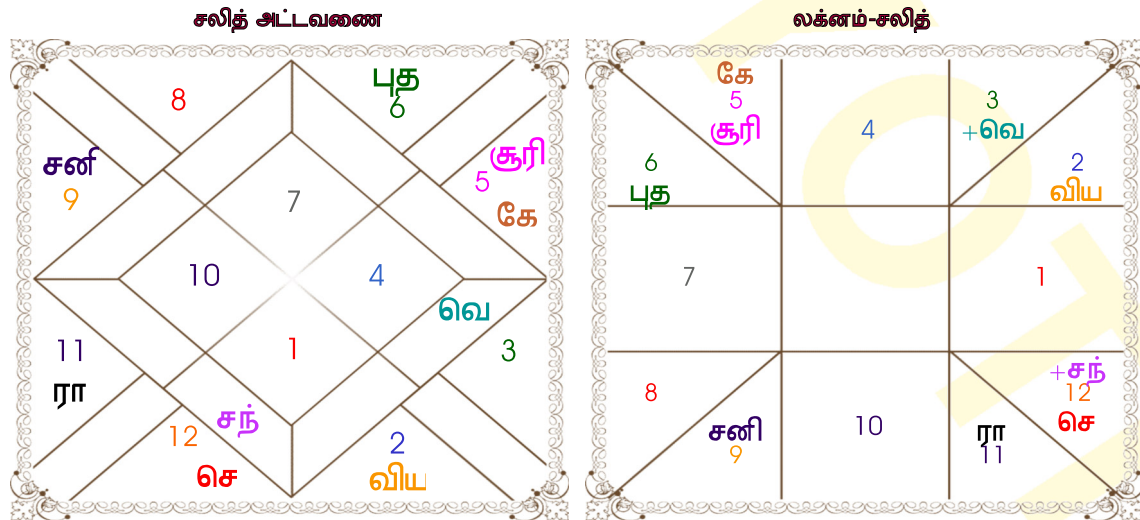 சலித் அட்டவணை
8
புத
6
சனி
9
சூரி
5
கே
7
10
4
வெ
3
11
ரா
1
12
சந்
செ
2
விய
லக்னம்-சலித்
கே
5
சூரி
4
3
+வெ
6
புத
2
விய
7
1
8
சனி
9
10
ரா
11
+சந்
12
செ